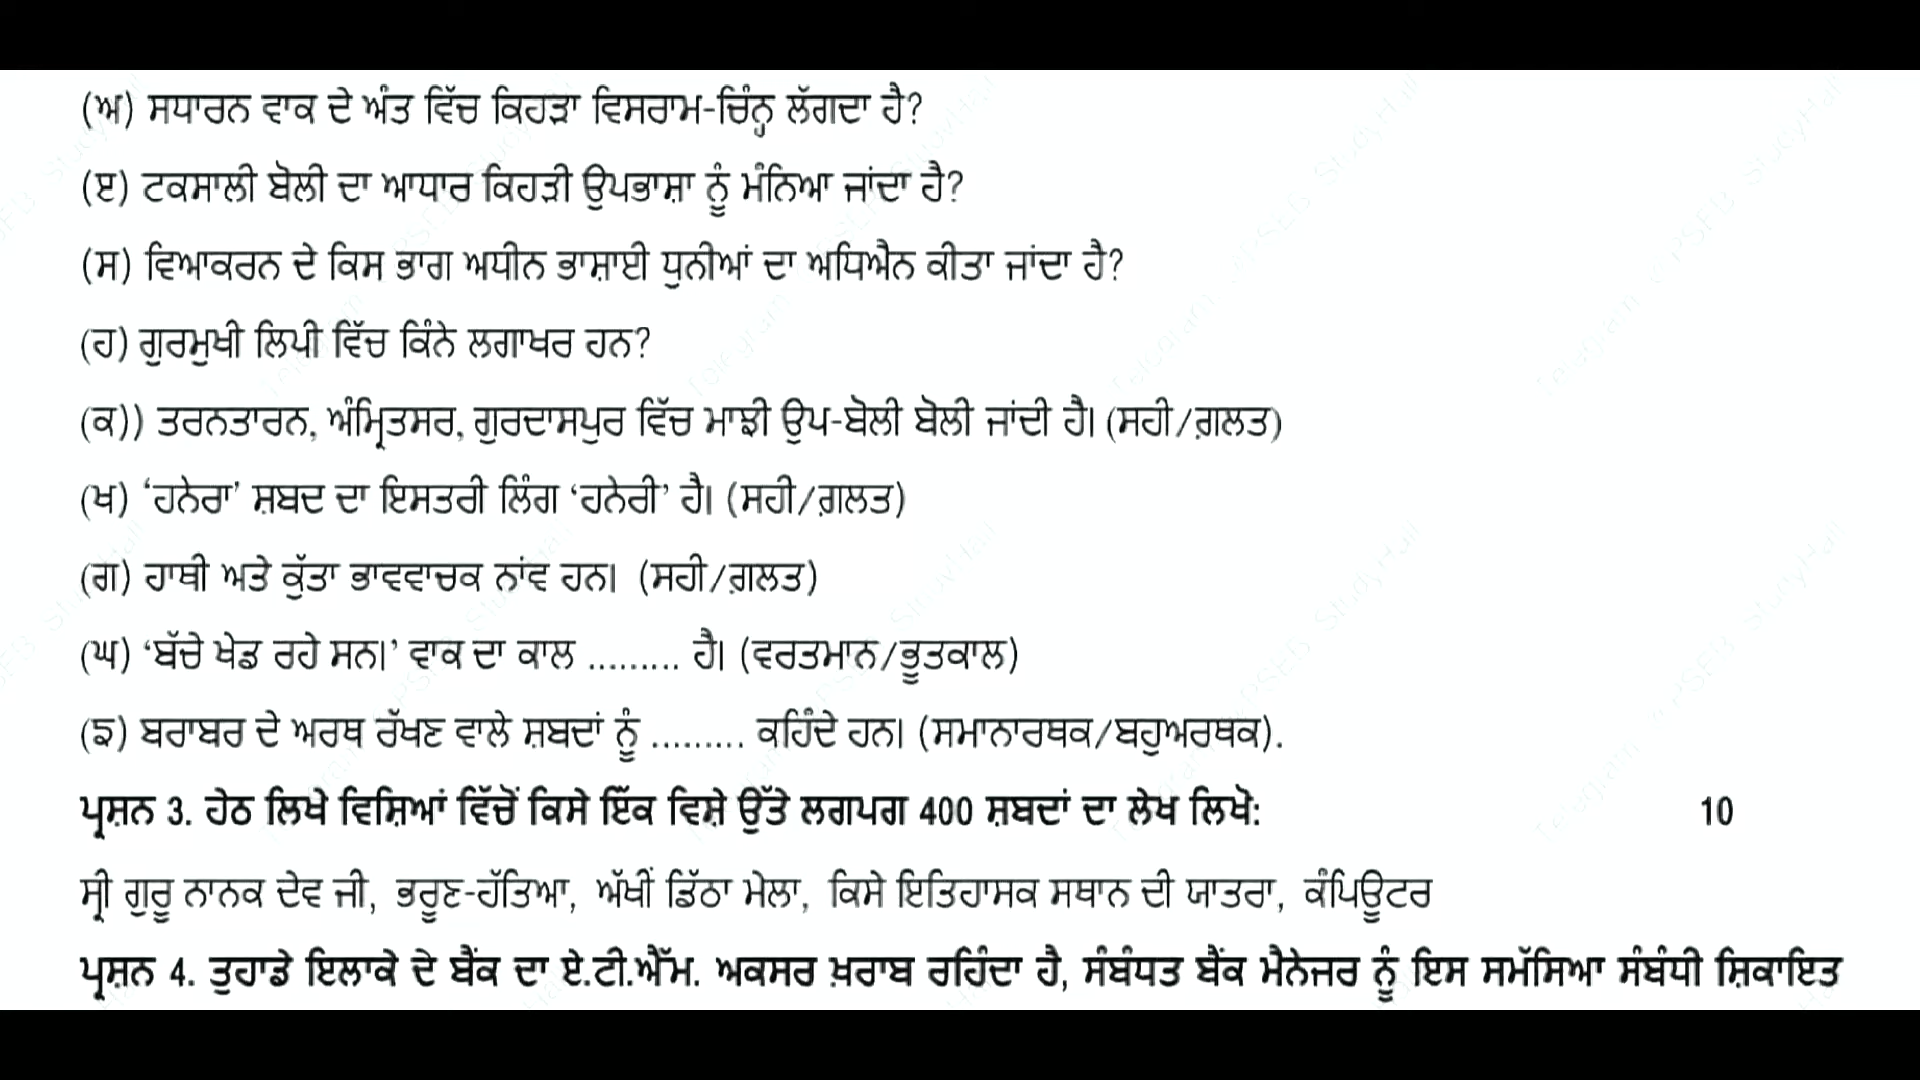 (ਅ) ਸਧਾਰਨ ਵਾਕ ਦੇ ਅੰਤ ਵਿੱਚ ਕਿਹੜਾ ਵਿਸਰਾਮ-ਚਿੰਨ੍ਹ ਲੱਗਦਾ ਹੈ?
(ੲ) ਟਕਸਾਲੀ ਬੋਲੀ ਦਾ ਆਧਾਰ ਕਿਹੜੀ ਉਪਭਾਸ਼ਾ ਨੂੰ ਮੰਨਿਆ ਜਾਂਦਾ ਹੈ?
(ਸ) ਵਿਆਕਰਨ ਦੇ ਕਿਸ ਭਾਗ ਅਧੀਨ ਭਾਸ਼ਾਈ ਧੁਨੀਆਂ ਦਾ ਅਧਿਐਨ ਕੀਤਾ ਜਾਂਦਾ ਹੈ?
(ਹ) ਗੁਰਮੁਖੀ ਲਿਪੀ ਵਿੱਚ ਕਿੰਨੇ ਲਗਾਖਰ ਹਨ?
(ਕ)) ਤਰਨਤਾਰਨ, ਅੰਮ੍ਰਿਤਸਰ, ਗੁਰਦਾਸਪੁਰ ਵਿੱਚ ਮਾਝੀ ਉਪ-ਬੋਲੀ ਬੋਲੀ ਜਾਂਦੀ ਹੈ। (ਸਹੀ/ਗ਼ਲਤ)
(ਖ) ‘ਹਨੇਰਾ’ ਸ਼ਬਦ ਦਾ ਇਸਤਰੀ ਲਿੰਗ ‘ਹਨੇਰੀ’ ਹੈ। (ਸਹੀ/ਗ਼ਲਤ)
(ਗ) ਹਾਥੀ ਅਤੇ ਕੁੱਤਾ ਭਾਵਵਾਚਕ ਨਾਂਵ ਹਨ। (ਸਹੀ/ਗ਼ਲਤ)
(ਘ) ‘ਬੱਚੇ ਖੇਡ ਰਹੇ ਸਨ।’ ਵਾਕ ਦਾ ਕਾਲ ......... ਹੈ। (ਵਰਤਮਾਨ/ਭੂਤਕਾਲ)
(ਙ) ਬਰਾਬਰ ਦੇ ਅਰਥ ਰੱਖਣ ਵਾਲੇ ਸ਼ਬਦਾਂ ਨੂੰ ......... ਕਹਿੰਦੇ ਹਨ। (ਸਮਾਨਾਰਥਕ/ਬਹੁਅਰਥਕ).
ਪ੍ਰਸ਼ਨ 3. ਹੇਠ ਲਿਖੇ ਵਿਸ਼ਿਆਂ ਵਿੱਚੋਂ ਕਿਸੇ ਇੱਕ ਵਿਸ਼ੇ ਉੱਤੇ ਲਗਪਗ 400 ਸ਼ਬਦਾਂ ਦਾ ਲੇਖ ਲਿਖੋ: 10
ਸ੍ਰੀ ਗੁਰੂ ਨਾਨਕ ਦੇਵ ਜੀ, ਭਰੂਣ-ਹੱਤਿਆ, ਅੱਖੀਂ ਡਿੱਠਾ ਮੇਲਾ, ਕਿਸੇ ਇਤਿਹਾਸਕ ਸਥਾਨ ਦੀ ਯਾਤਰਾ, ਕੰਪਿਊਟਰ
ਪ੍ਰਸ਼ਨ 4. ਤੁਹਾਡੇ ਇਲਾਕੇ ਦੇ ਬੈਂਕ ਦਾ ਏ.ਟੀ.ਐੱਮ. ਅਕਸਰ ਖ਼ਰਾਬ ਰਹਿੰਦਾ ਹੈ, ਸੰਬੰਧਤ ਬੈਂਕ ਮੈਨੇਜਰ ਨੂੰ ਇਸ ਸਮੱਸਿਆ ਸੰਬੰਧੀ ਸ਼ਿਕਾਇਤ